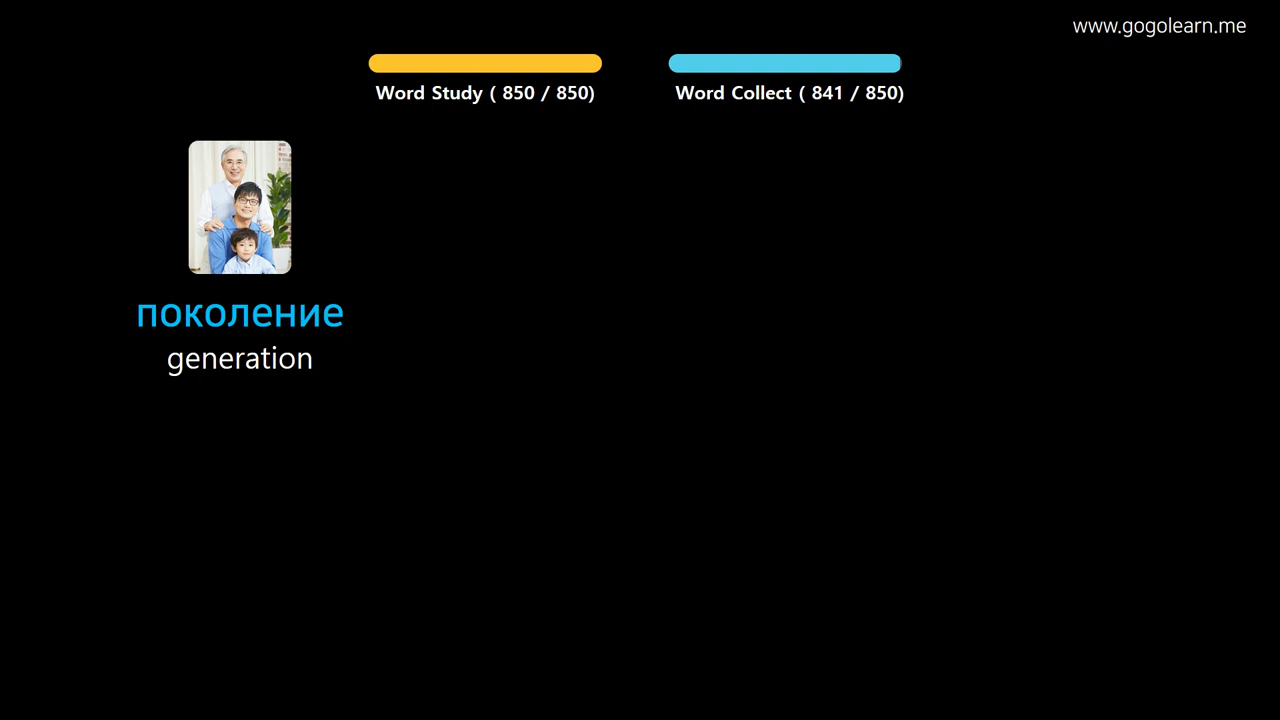 www.gogolearn.me
Word Study ( 850 / 850)
Word Collect ( 841 / 850)
поколение
generation